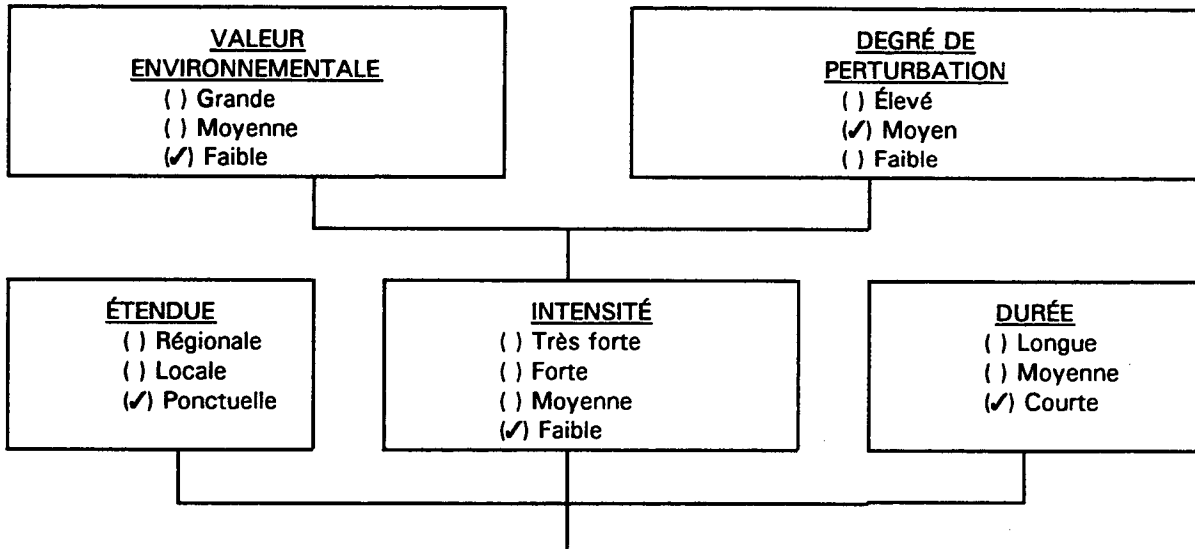 VALEUR
ENVIRONNEMENTALE
( ) Grande
( ) Moyenne
(✓) Faible
DEGRÉ DE
PERTURBATION
( ) Élevé
(✓) Moyen
( ) Faible
ÉTENDUE
( ) Régionale
( ) Locale
(✓) Ponctuelle
INTENSITÉ
( ) Très forte
( ) Forte
( ) Moyenne
(✓) Faible
DURÉE
( ) Longue
( ) Moyenne
(✓) Courte